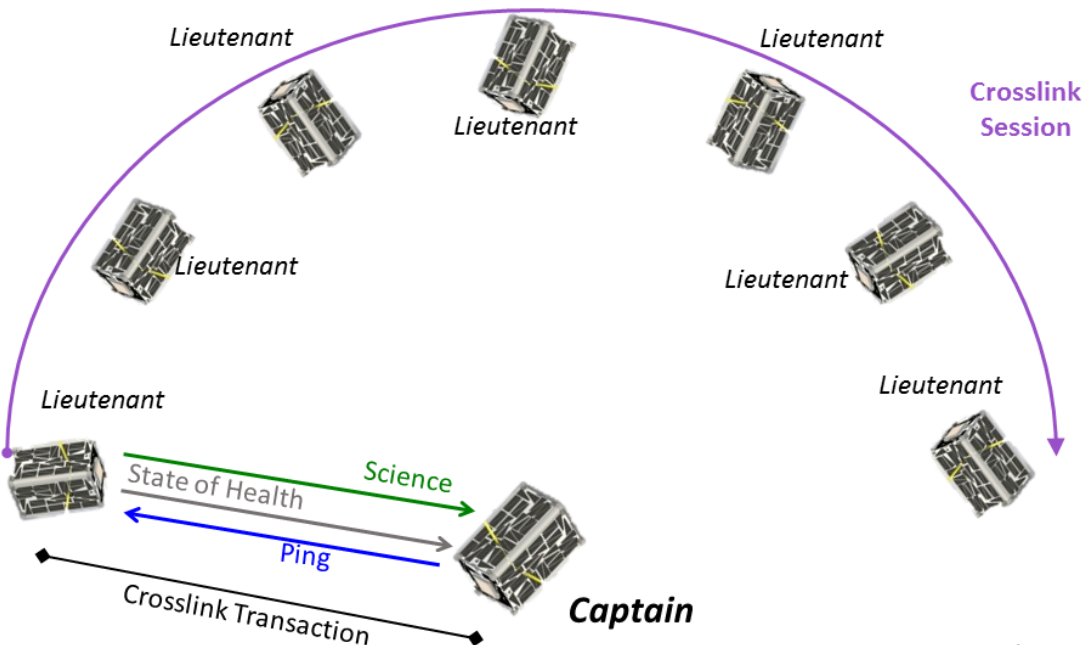 Lieutenant
Lieutenant
Lieutenant
Crosslink
Session
Lieutenant
Lieutenant
Lieutenant
Lieutenant
Science
State of Health
Ping
Crosslink Transaction
Captain